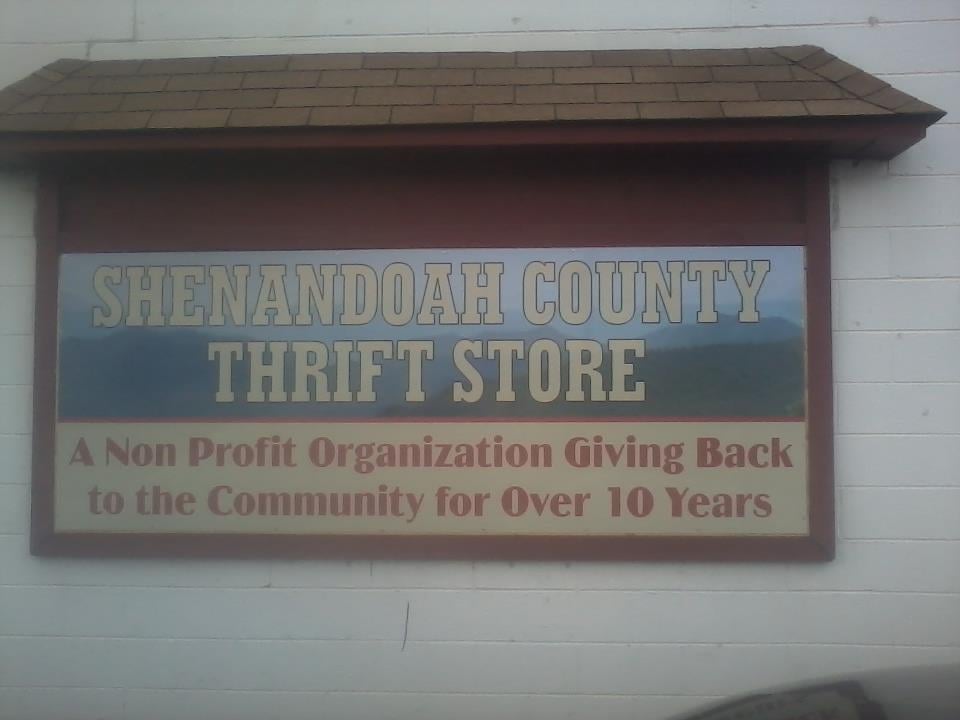 SHENANDOAH COUNTY
THRIFT STORE
A Non Profit Organization Giving Back
to the Community for Over 10 Years